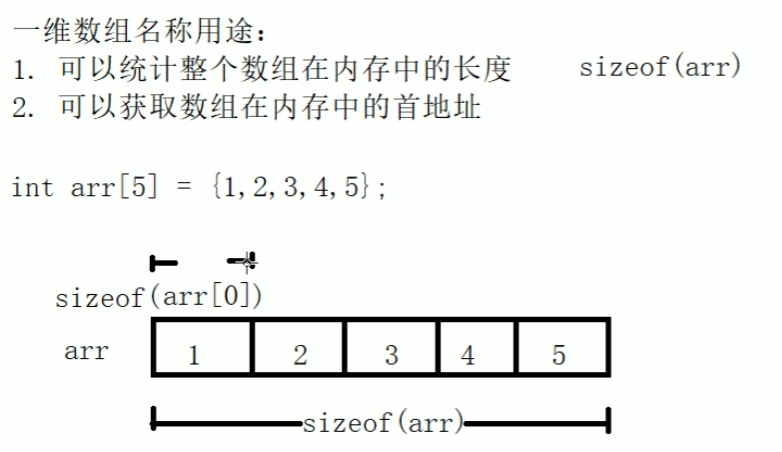 一维数组名称用途：
1. 可以统计整个数组在内存中的长度 sizeof(arr)
2. 可以获取数组在内存中的首地址
int arr[5] = {1,2,3,4,5};
sizeof(arr[0])
arr 1 2 3 4 5
sizeof(arr)